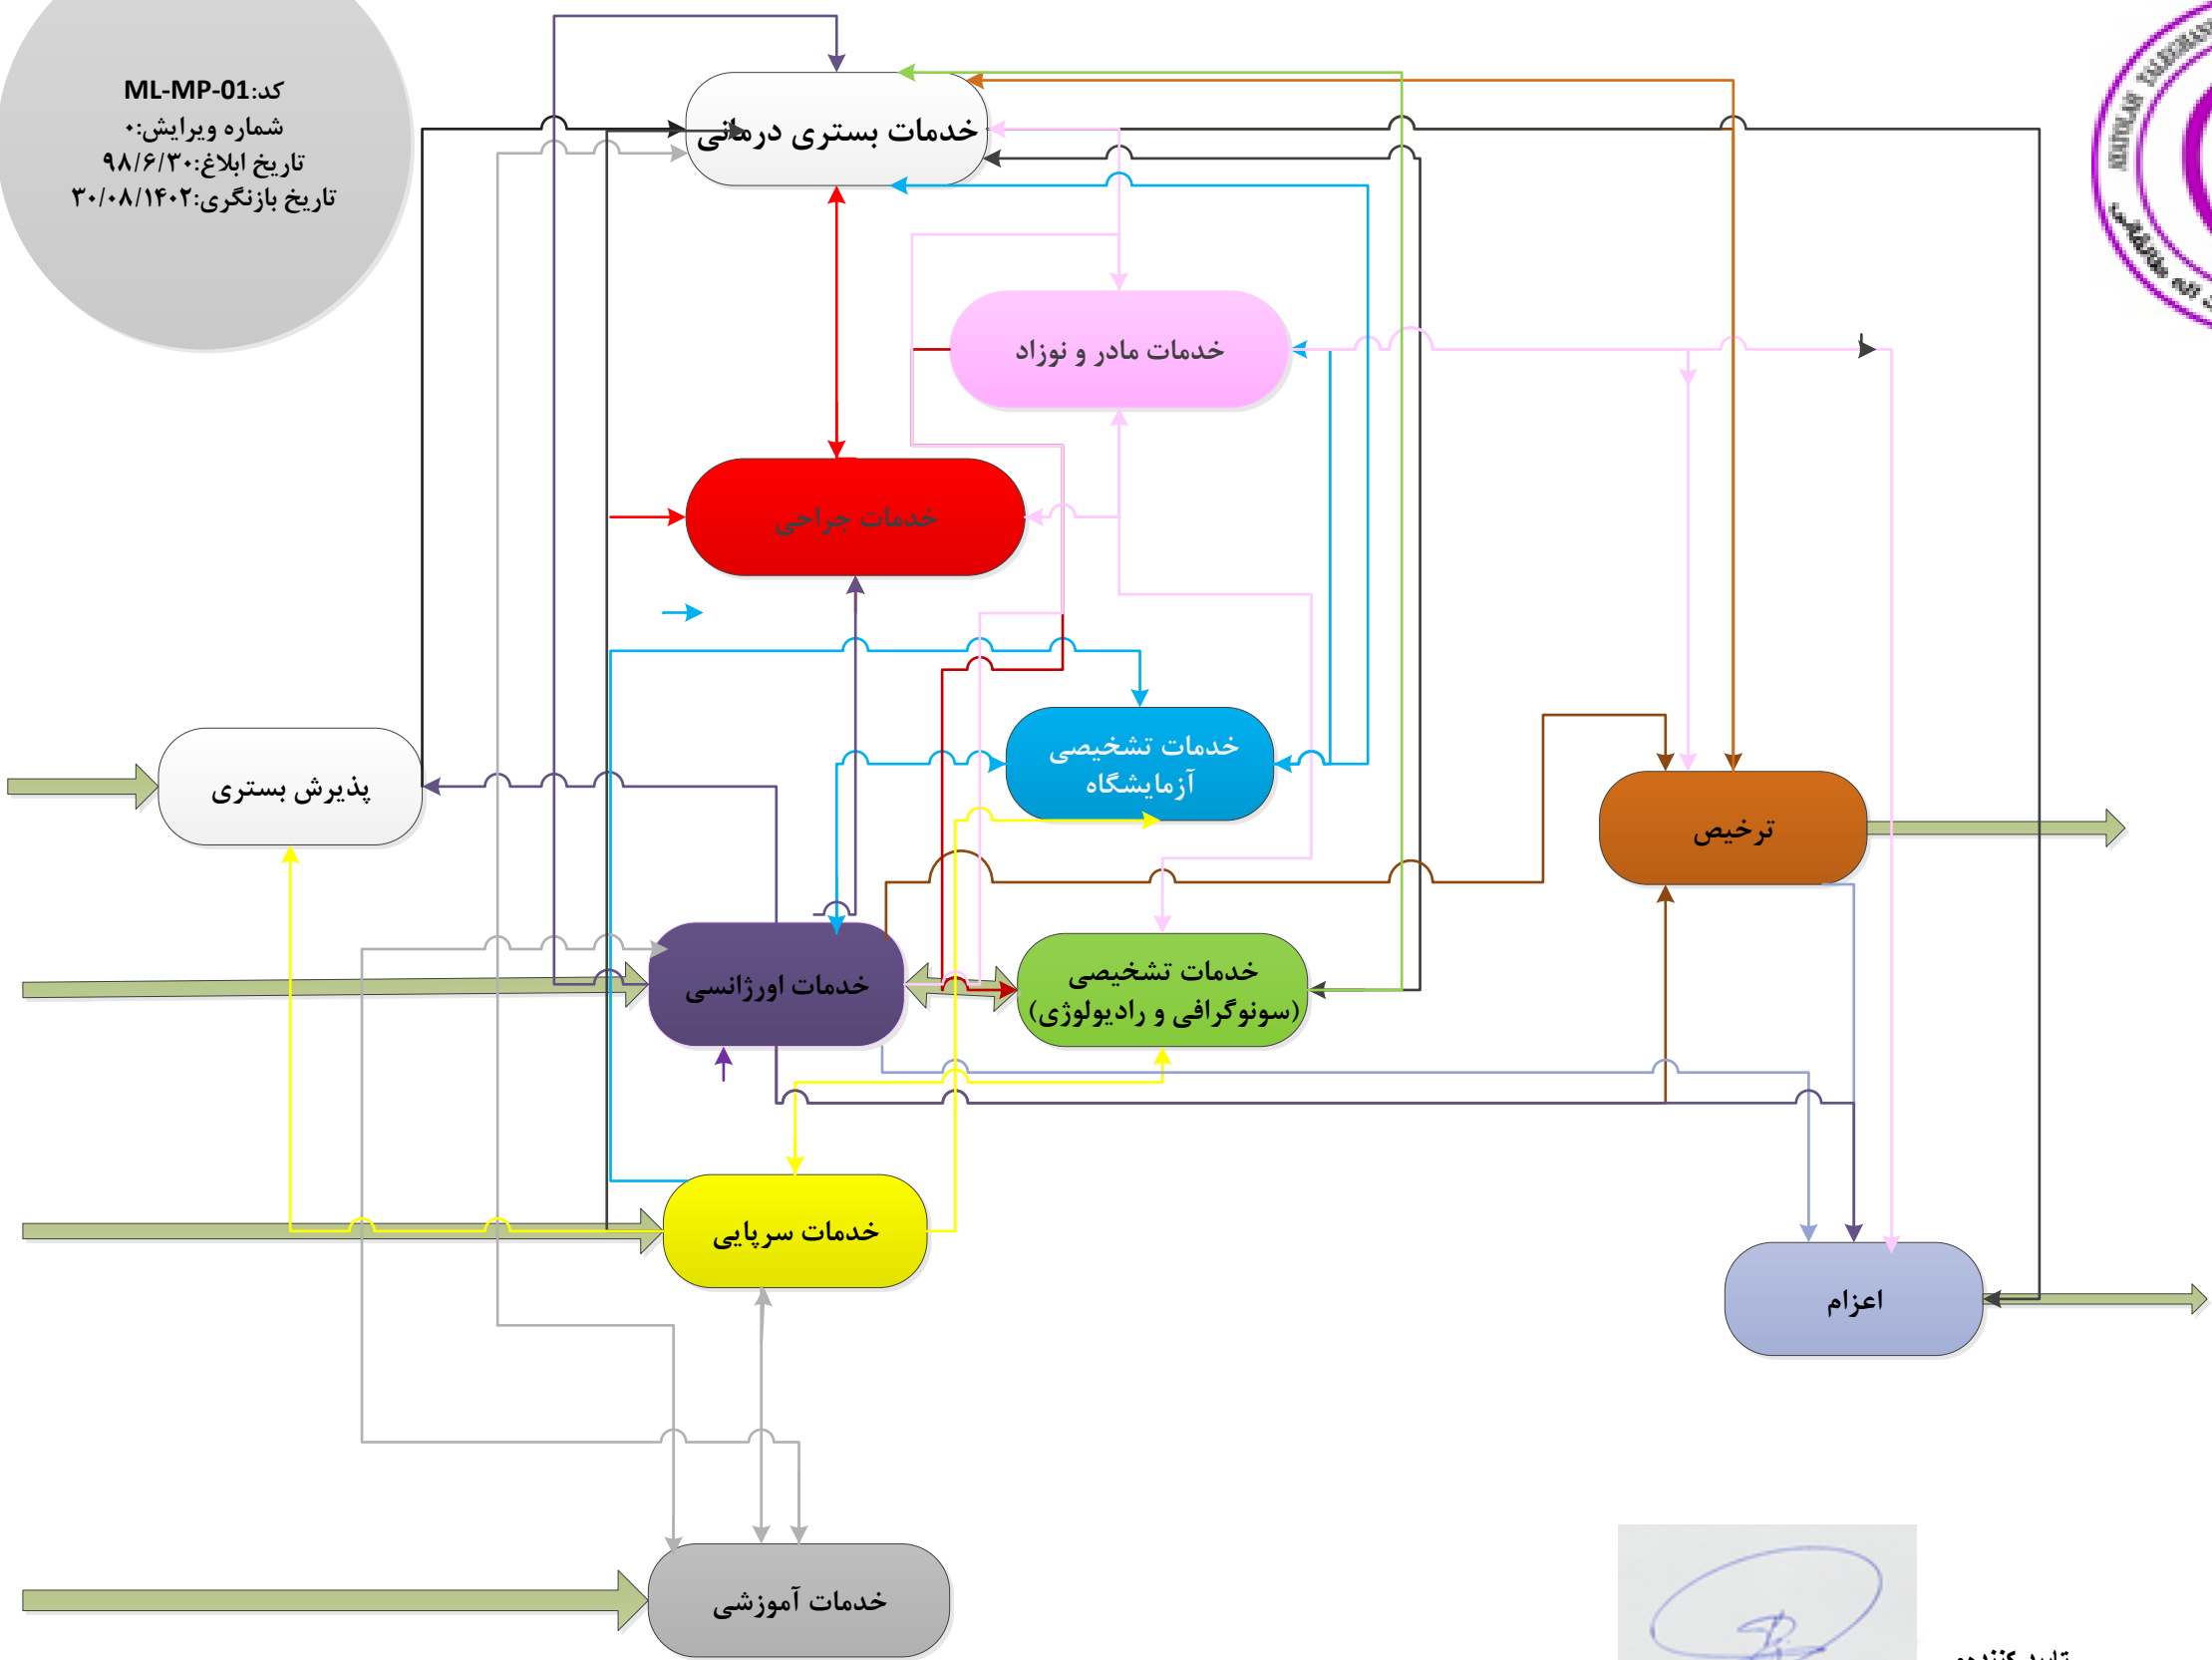 کد:ML-MP-01
شماره ویرایش:۰
تاریخ ابلاغ:۹۸/۶/۳۰
تاریخ بازنگری:۳۰/۰۸/۱۴۰۲
خدمات بستری درمانی
خدمات مادر و نوزاد
خدمات جراحی
خدمات تشخیصی
آزمایشگاه
پذیرش بستری
ترخیص
خدمات اورژانسی
خدمات تشخیصی
(سونوگرافی و رادیولوژی)
خدمات سرپایی
اعزام
خدمات آموزشی